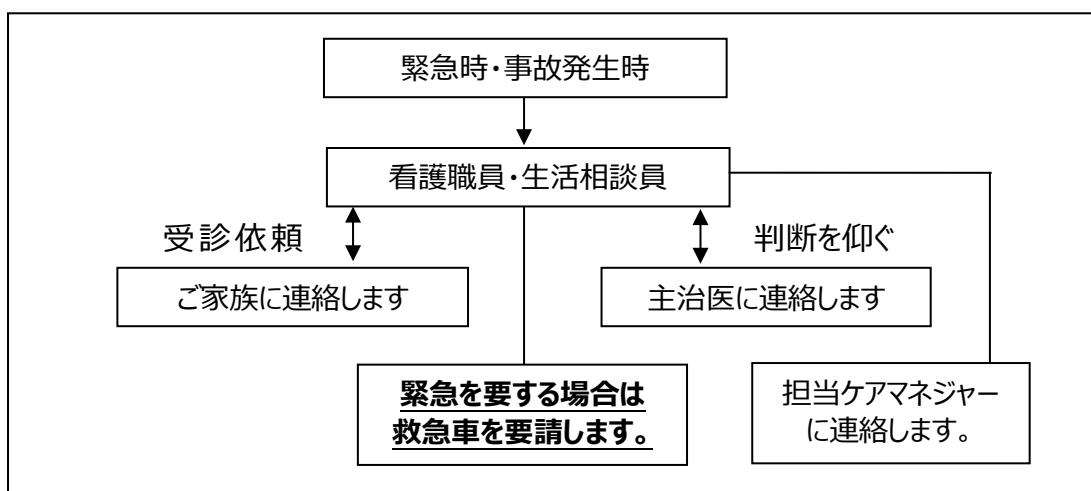 緊急時・事故発生時
看護職員・生活相談員
受診依頼
判断を仰ぐ
ご家族に連絡します
主治医に連絡します
緊急を要する場合は
救急車を要請します。
担当ケアマネジャー
に連絡します。